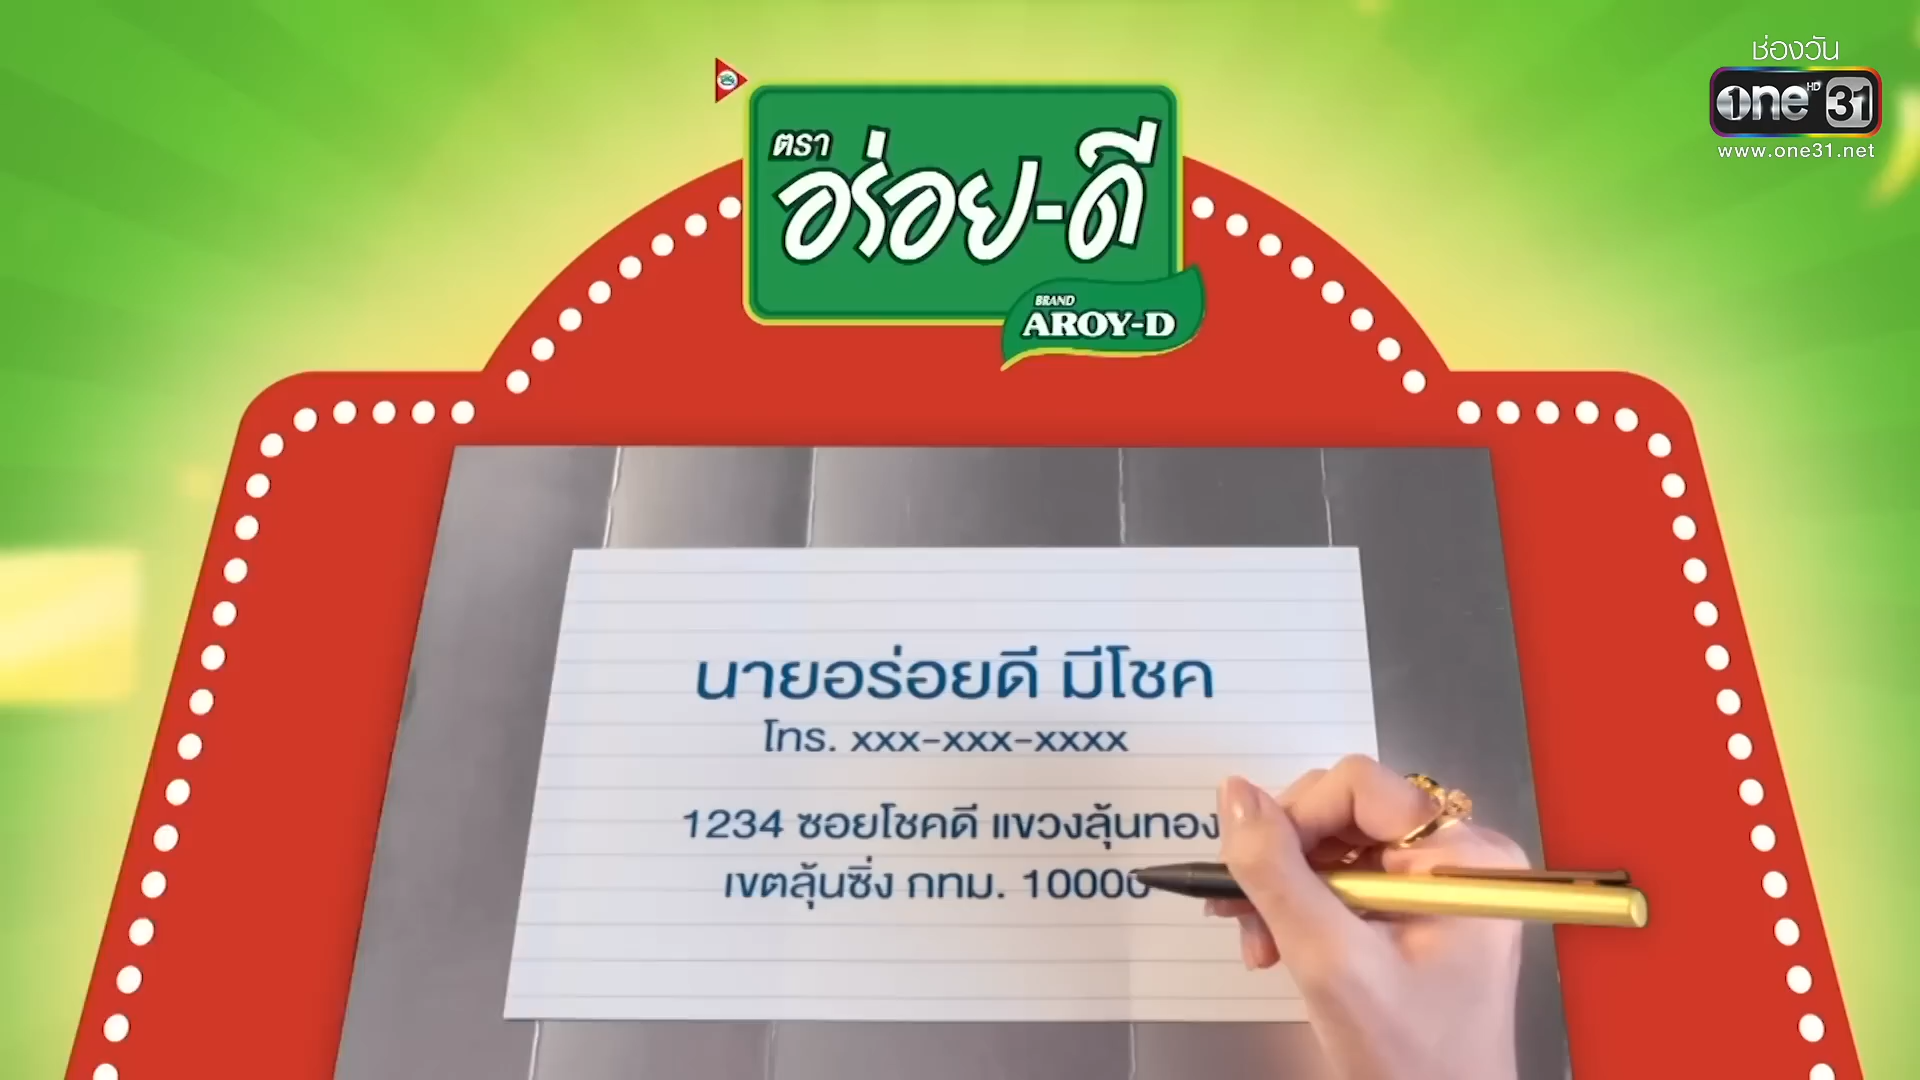 ช่องวัน
one HD 31
www.one31.net
ตรา
อร่อย-ดี
BRAND
AROY-D
นายอร่อยดี มีโชค
โทร. xxx-xxx-xxxx
1234 ซอยโชคดี แขวงลุ้นทอง
เขตลุ้นซิ่ง กทม. 10000